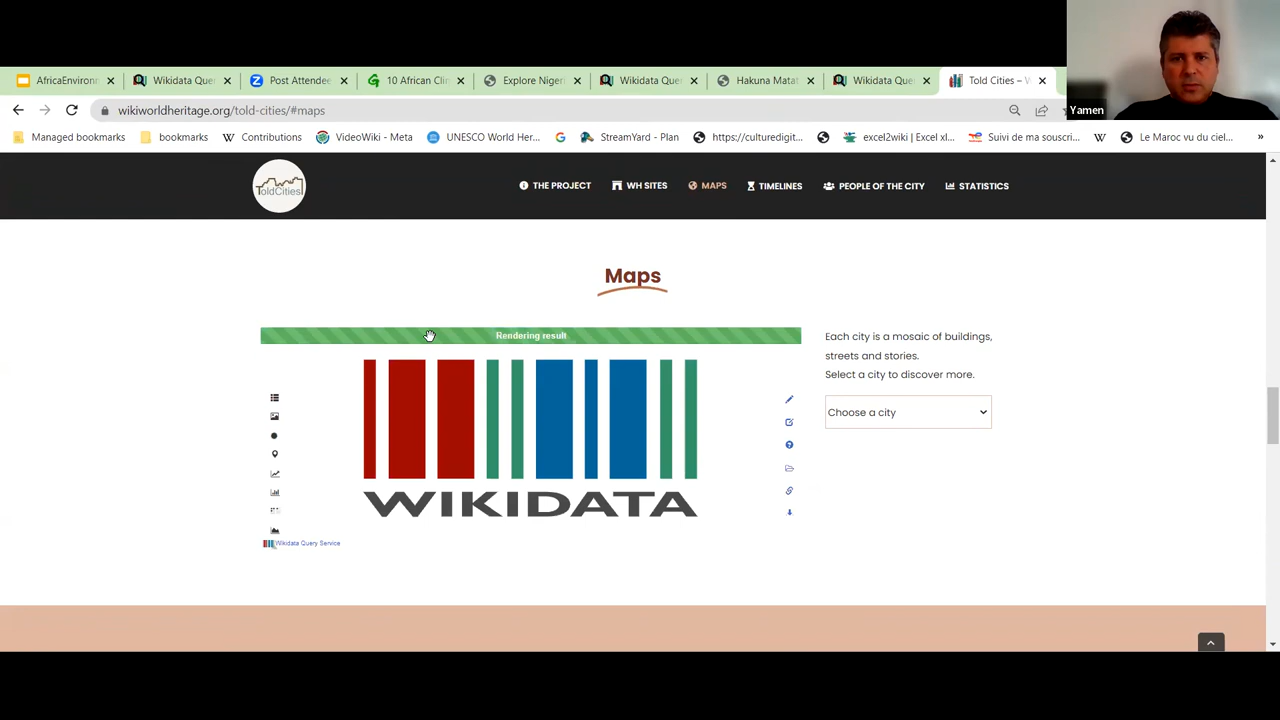 AfricaEnvironm
Wikidata Que
Post Attendee
10 African Clim
Explore Nigeri
Wikidata Que
Hakuna Matat
Wikidata Que
Told Cities – W
wikiworldheritage.org/told-cities/#maps
Managed bookmarks
bookmarks
Contributions
VideoWiki - Meta
UNESCO World Her...
StreamYard - Plan
https://culturedigit...
excel2wiki | Excel xl...
Suivi de ma souscri...
Le Maroc vu du ciel...
»
Yamen
ToldCities
THE PROJECT
WH SITES
MAPS
TIMELINES
PEOPLE OF THE CITY
STATISTICS
Maps
Rendering result
WIKIDATA
Wikidata Query Service
Each city is a mosaic of buildings,
streets and stories.
Select a city to discover more.
Choose a city